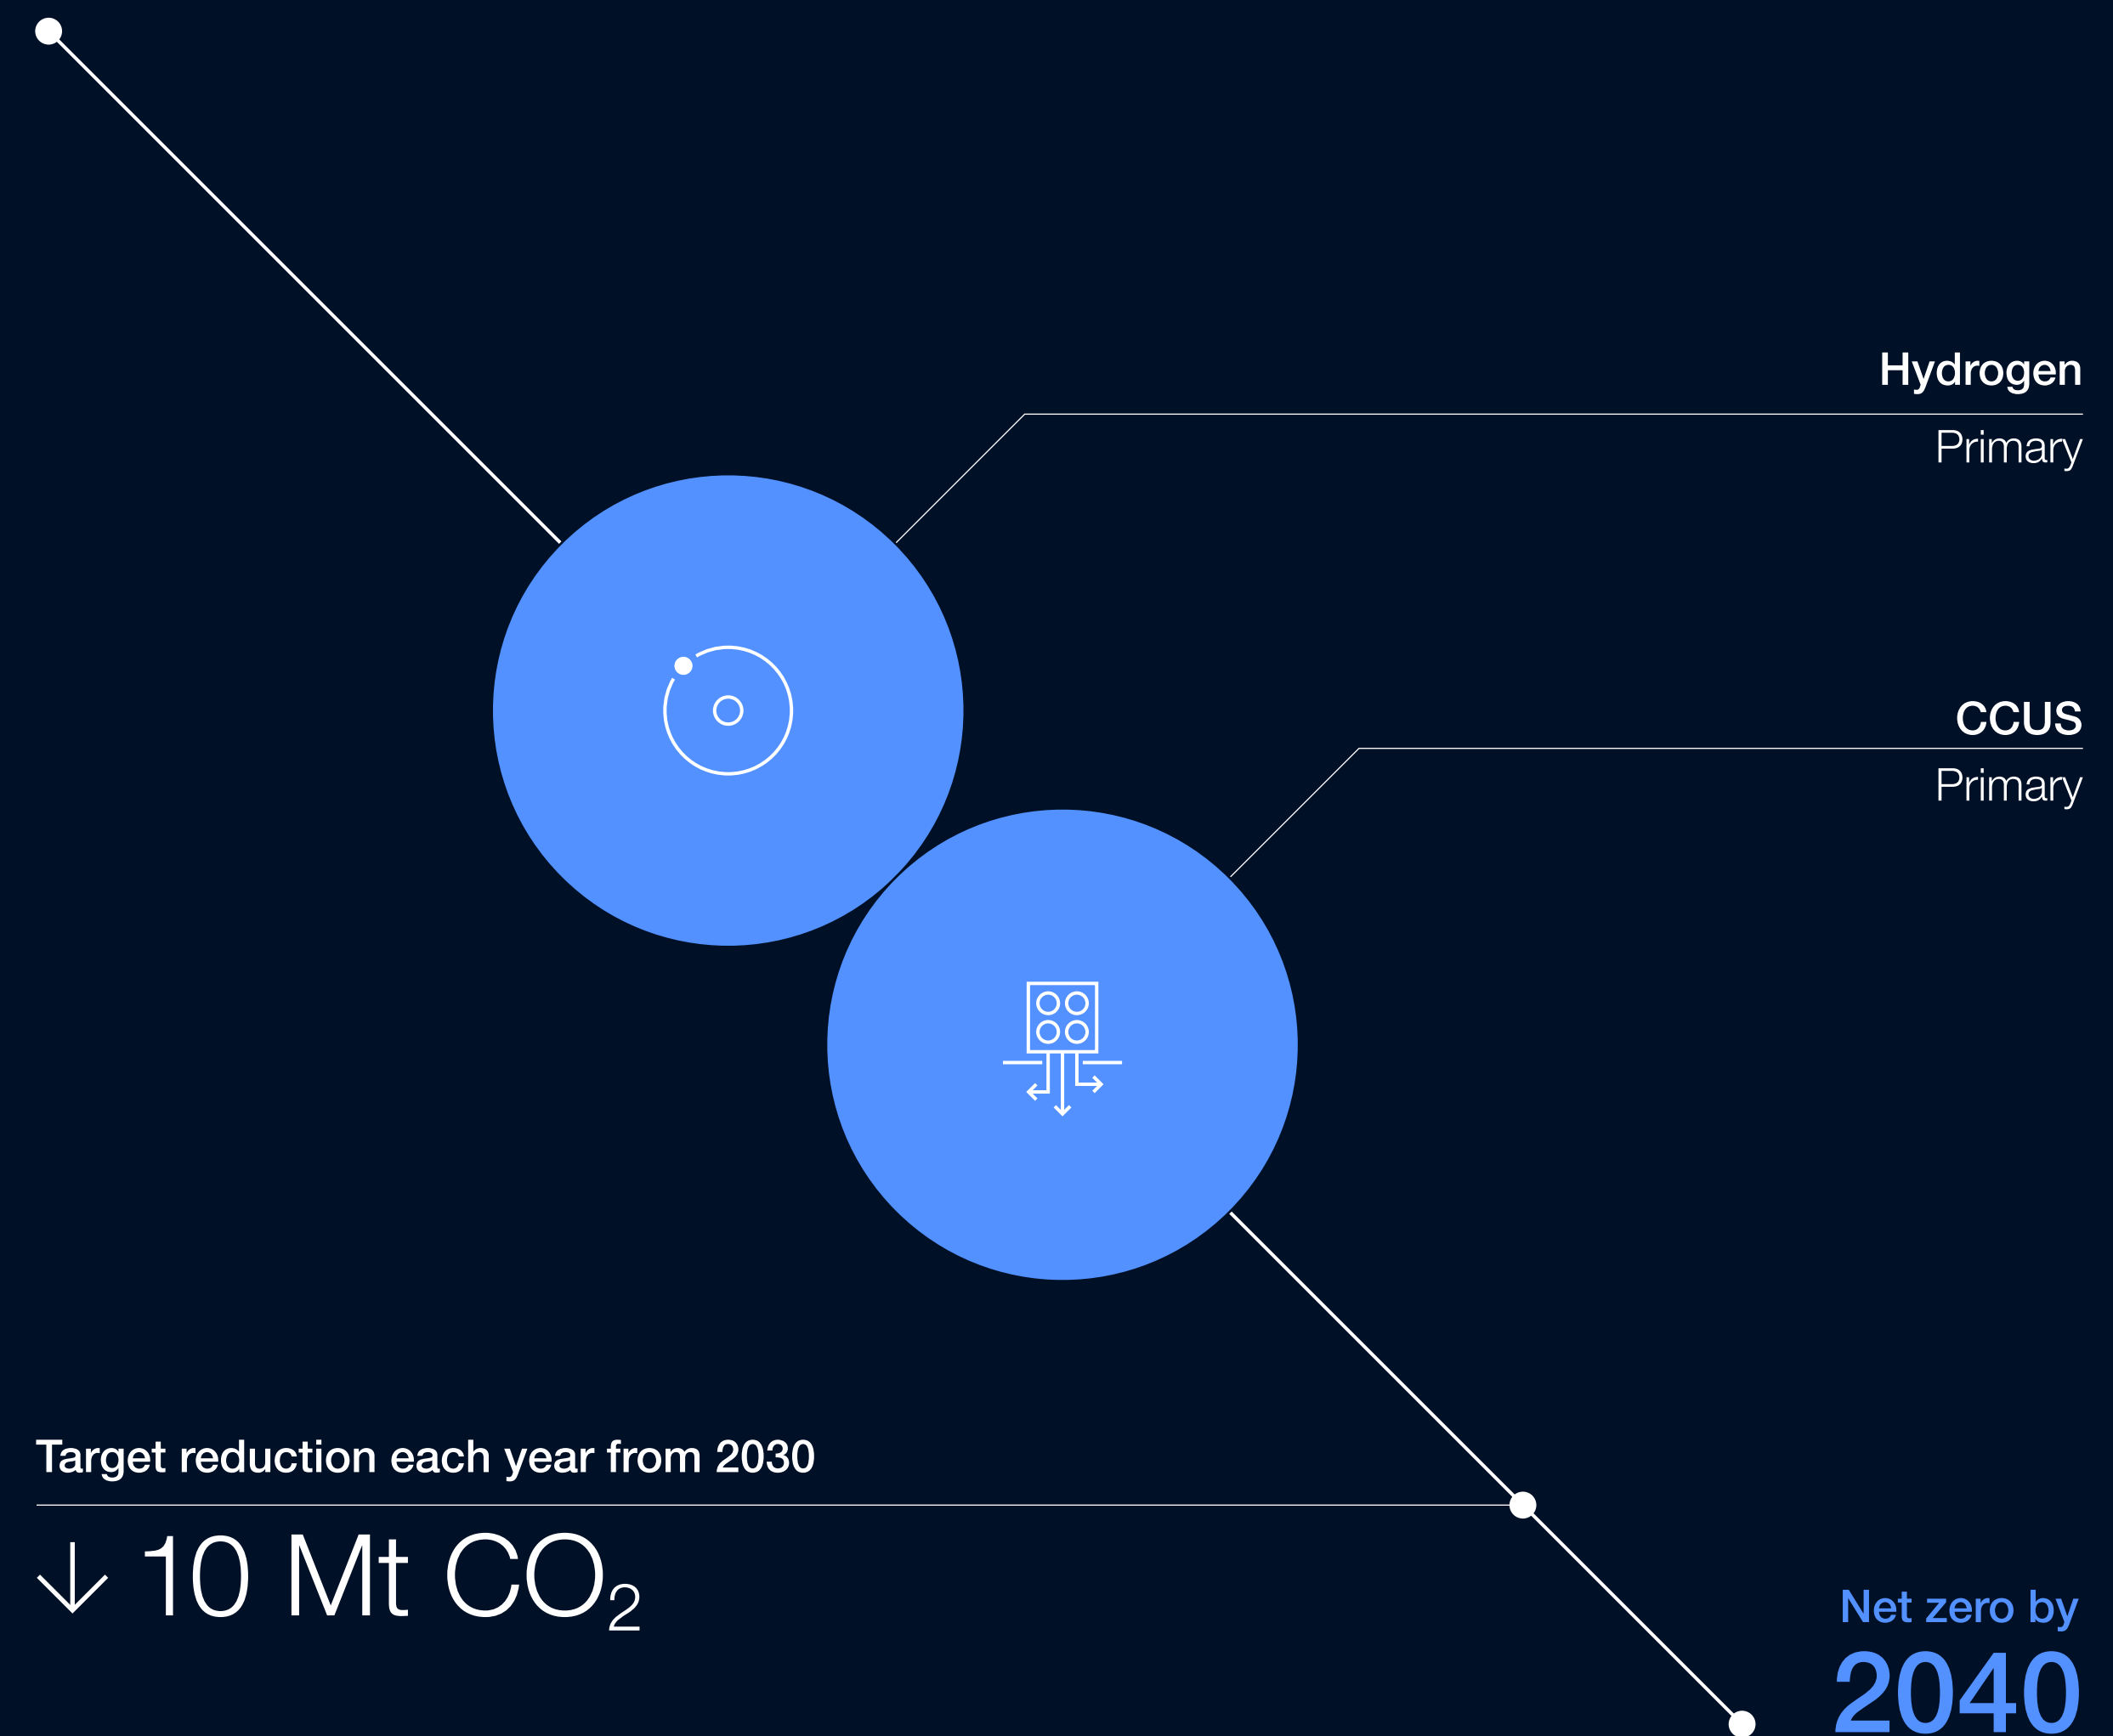 Hydrogen
Primary
CCUS
Primary
Target reduction each year from 2030
10 Mt CO₂
Net zero by
2040